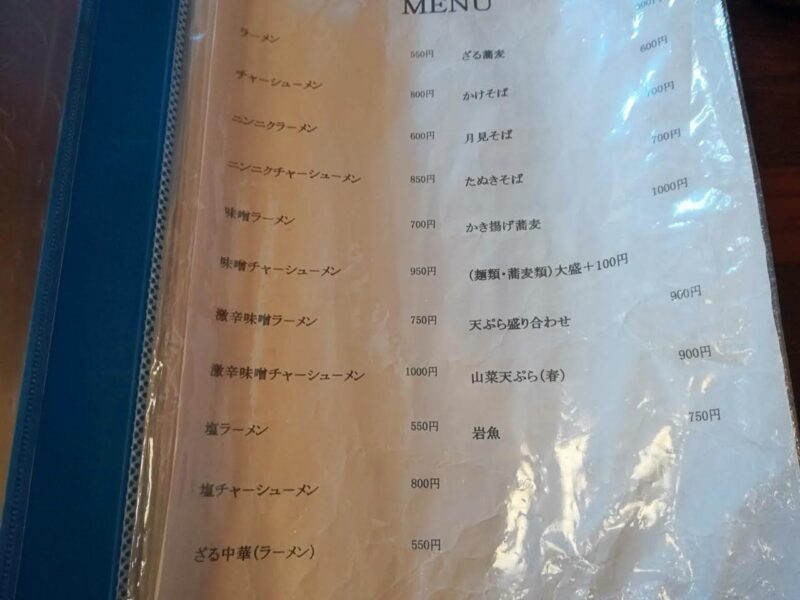 MENU
ラーメン 550円
チャーシューメン 800円
ニンニクラーメン 600円
ニンニクチャーシューメン 850円
味噌ラーメン 700円
味噌チャーシューメン 950円
激辛味噌ラーメン 750円
激辛味噌チャーシューメン 1000円
塩ラーメン 550円
塩チャーシューメン 800円
ざる中華(ラーメン) 550円
ざる蕎麦
かけそば 600円
月見そば 700円
たぬきそば 700円
かき揚げ蕎麦 1000円
(麺類・蕎麦類)大盛+100円
天ぷら盛り合わせ 900円
山菜天ぷら(春) 900円
岩魚 750円